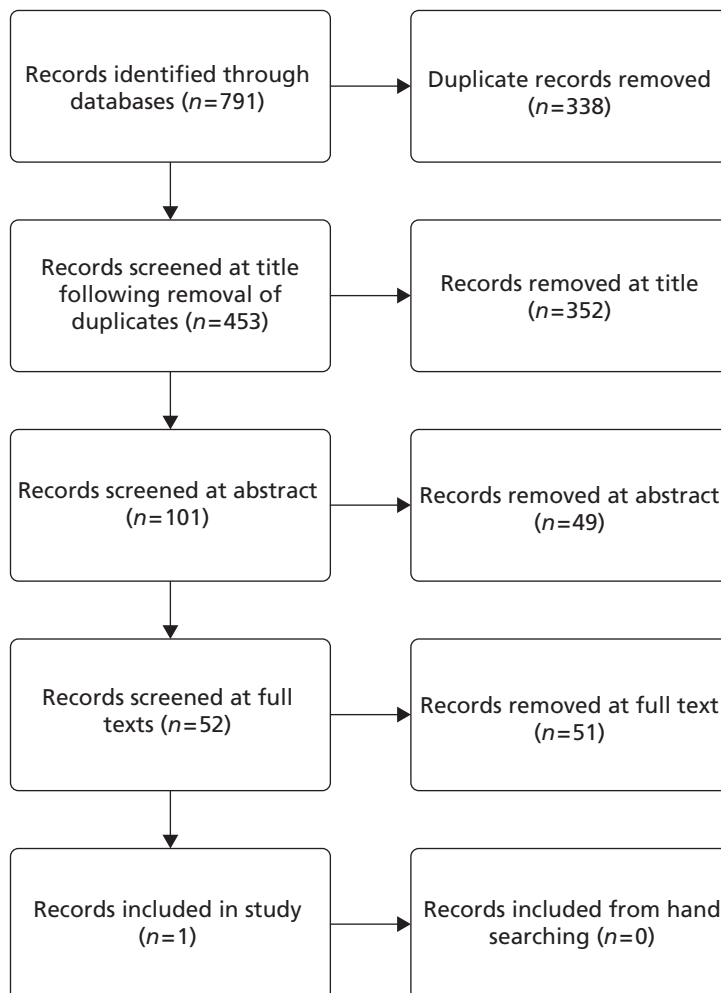 Records identified through
databases (n=791)
Duplicate records removed
(n=338)
Records screened at title
following removal of
duplicates (n=453)
Records removed at title
(n=352)
Records screened at abstract
(n=101)
Records removed at abstract
(n=49)
Records screened at full
texts (n=52)
Records removed at full text
(n=51)
Records included in study
(n=1)
Records included from hand
searching (n=0)